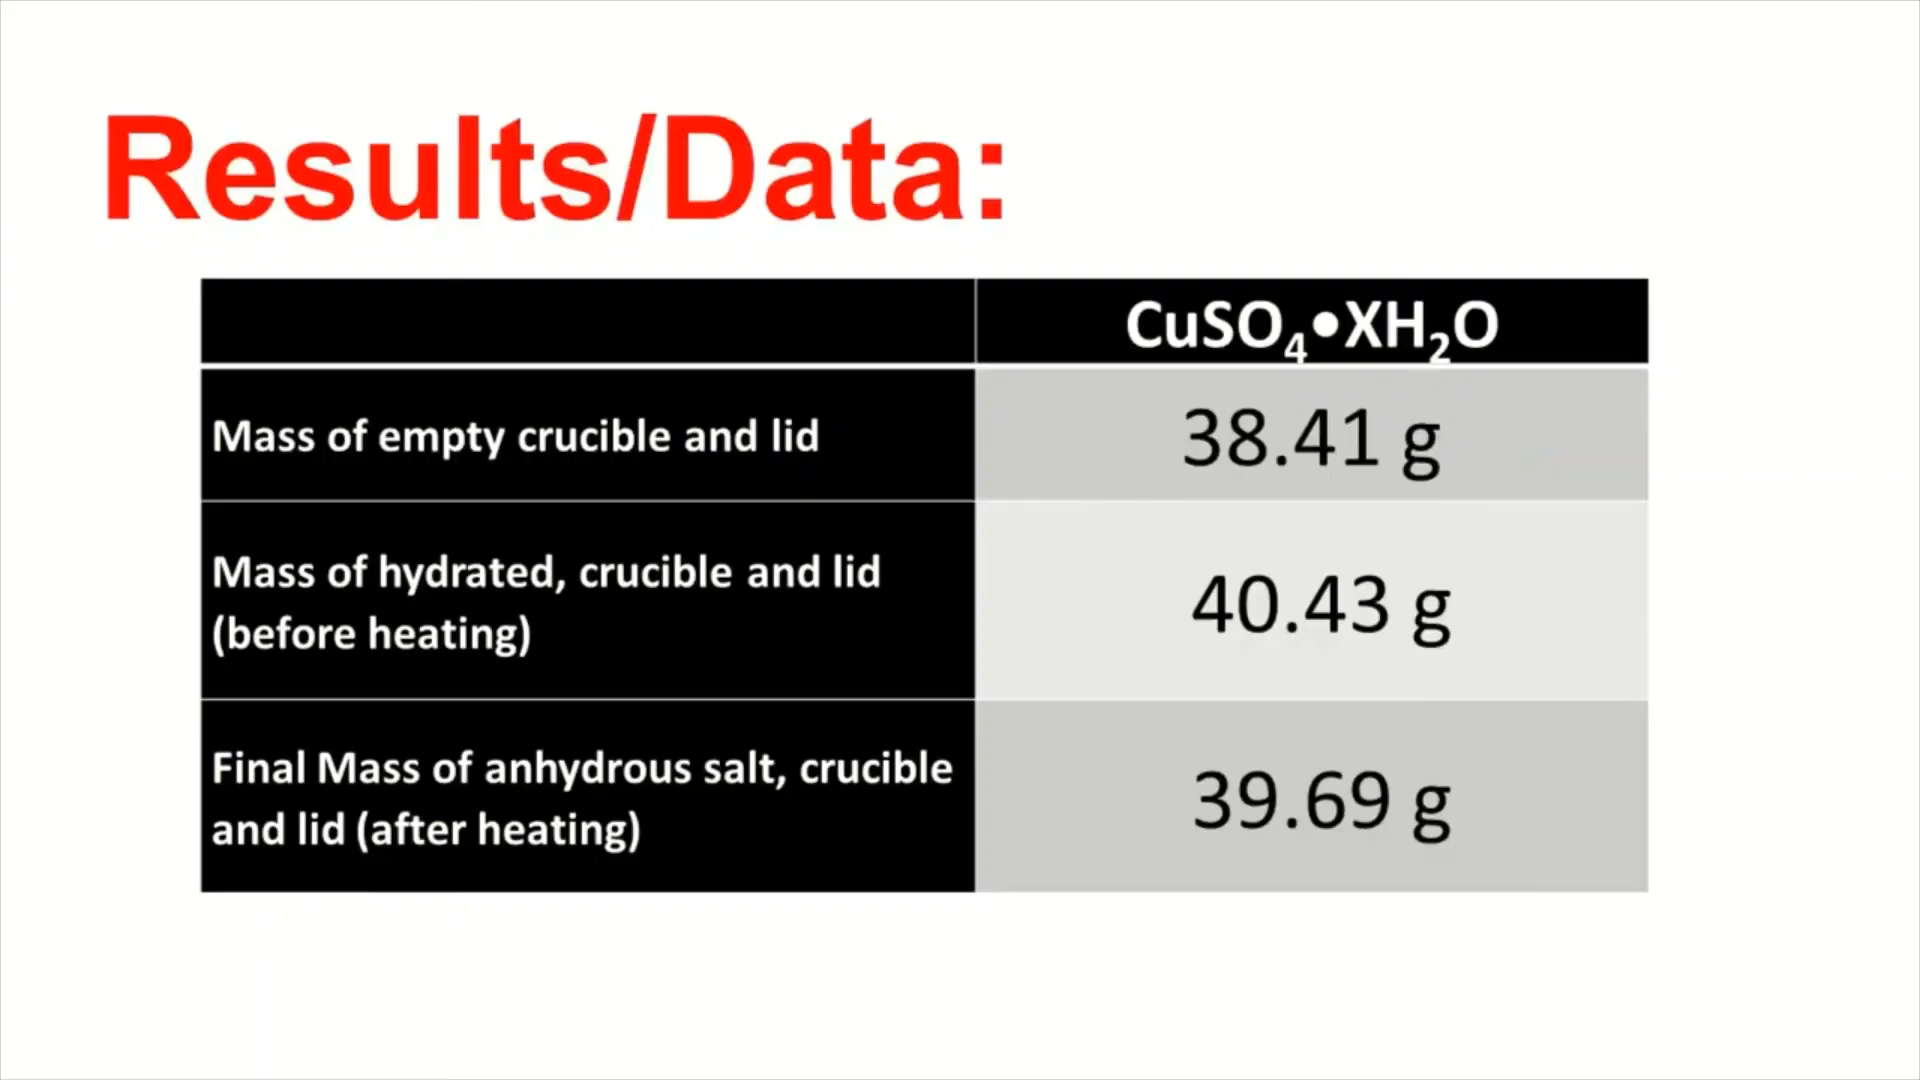 Results/Data:
CuSO₄•XH₂O
Mass of empty crucible and lid
38.41 g
Mass of hydrated, crucible and lid
(before heating)
40.43 g
Final Mass of anhydrous salt, crucible
and lid (after heating)
39.69 g